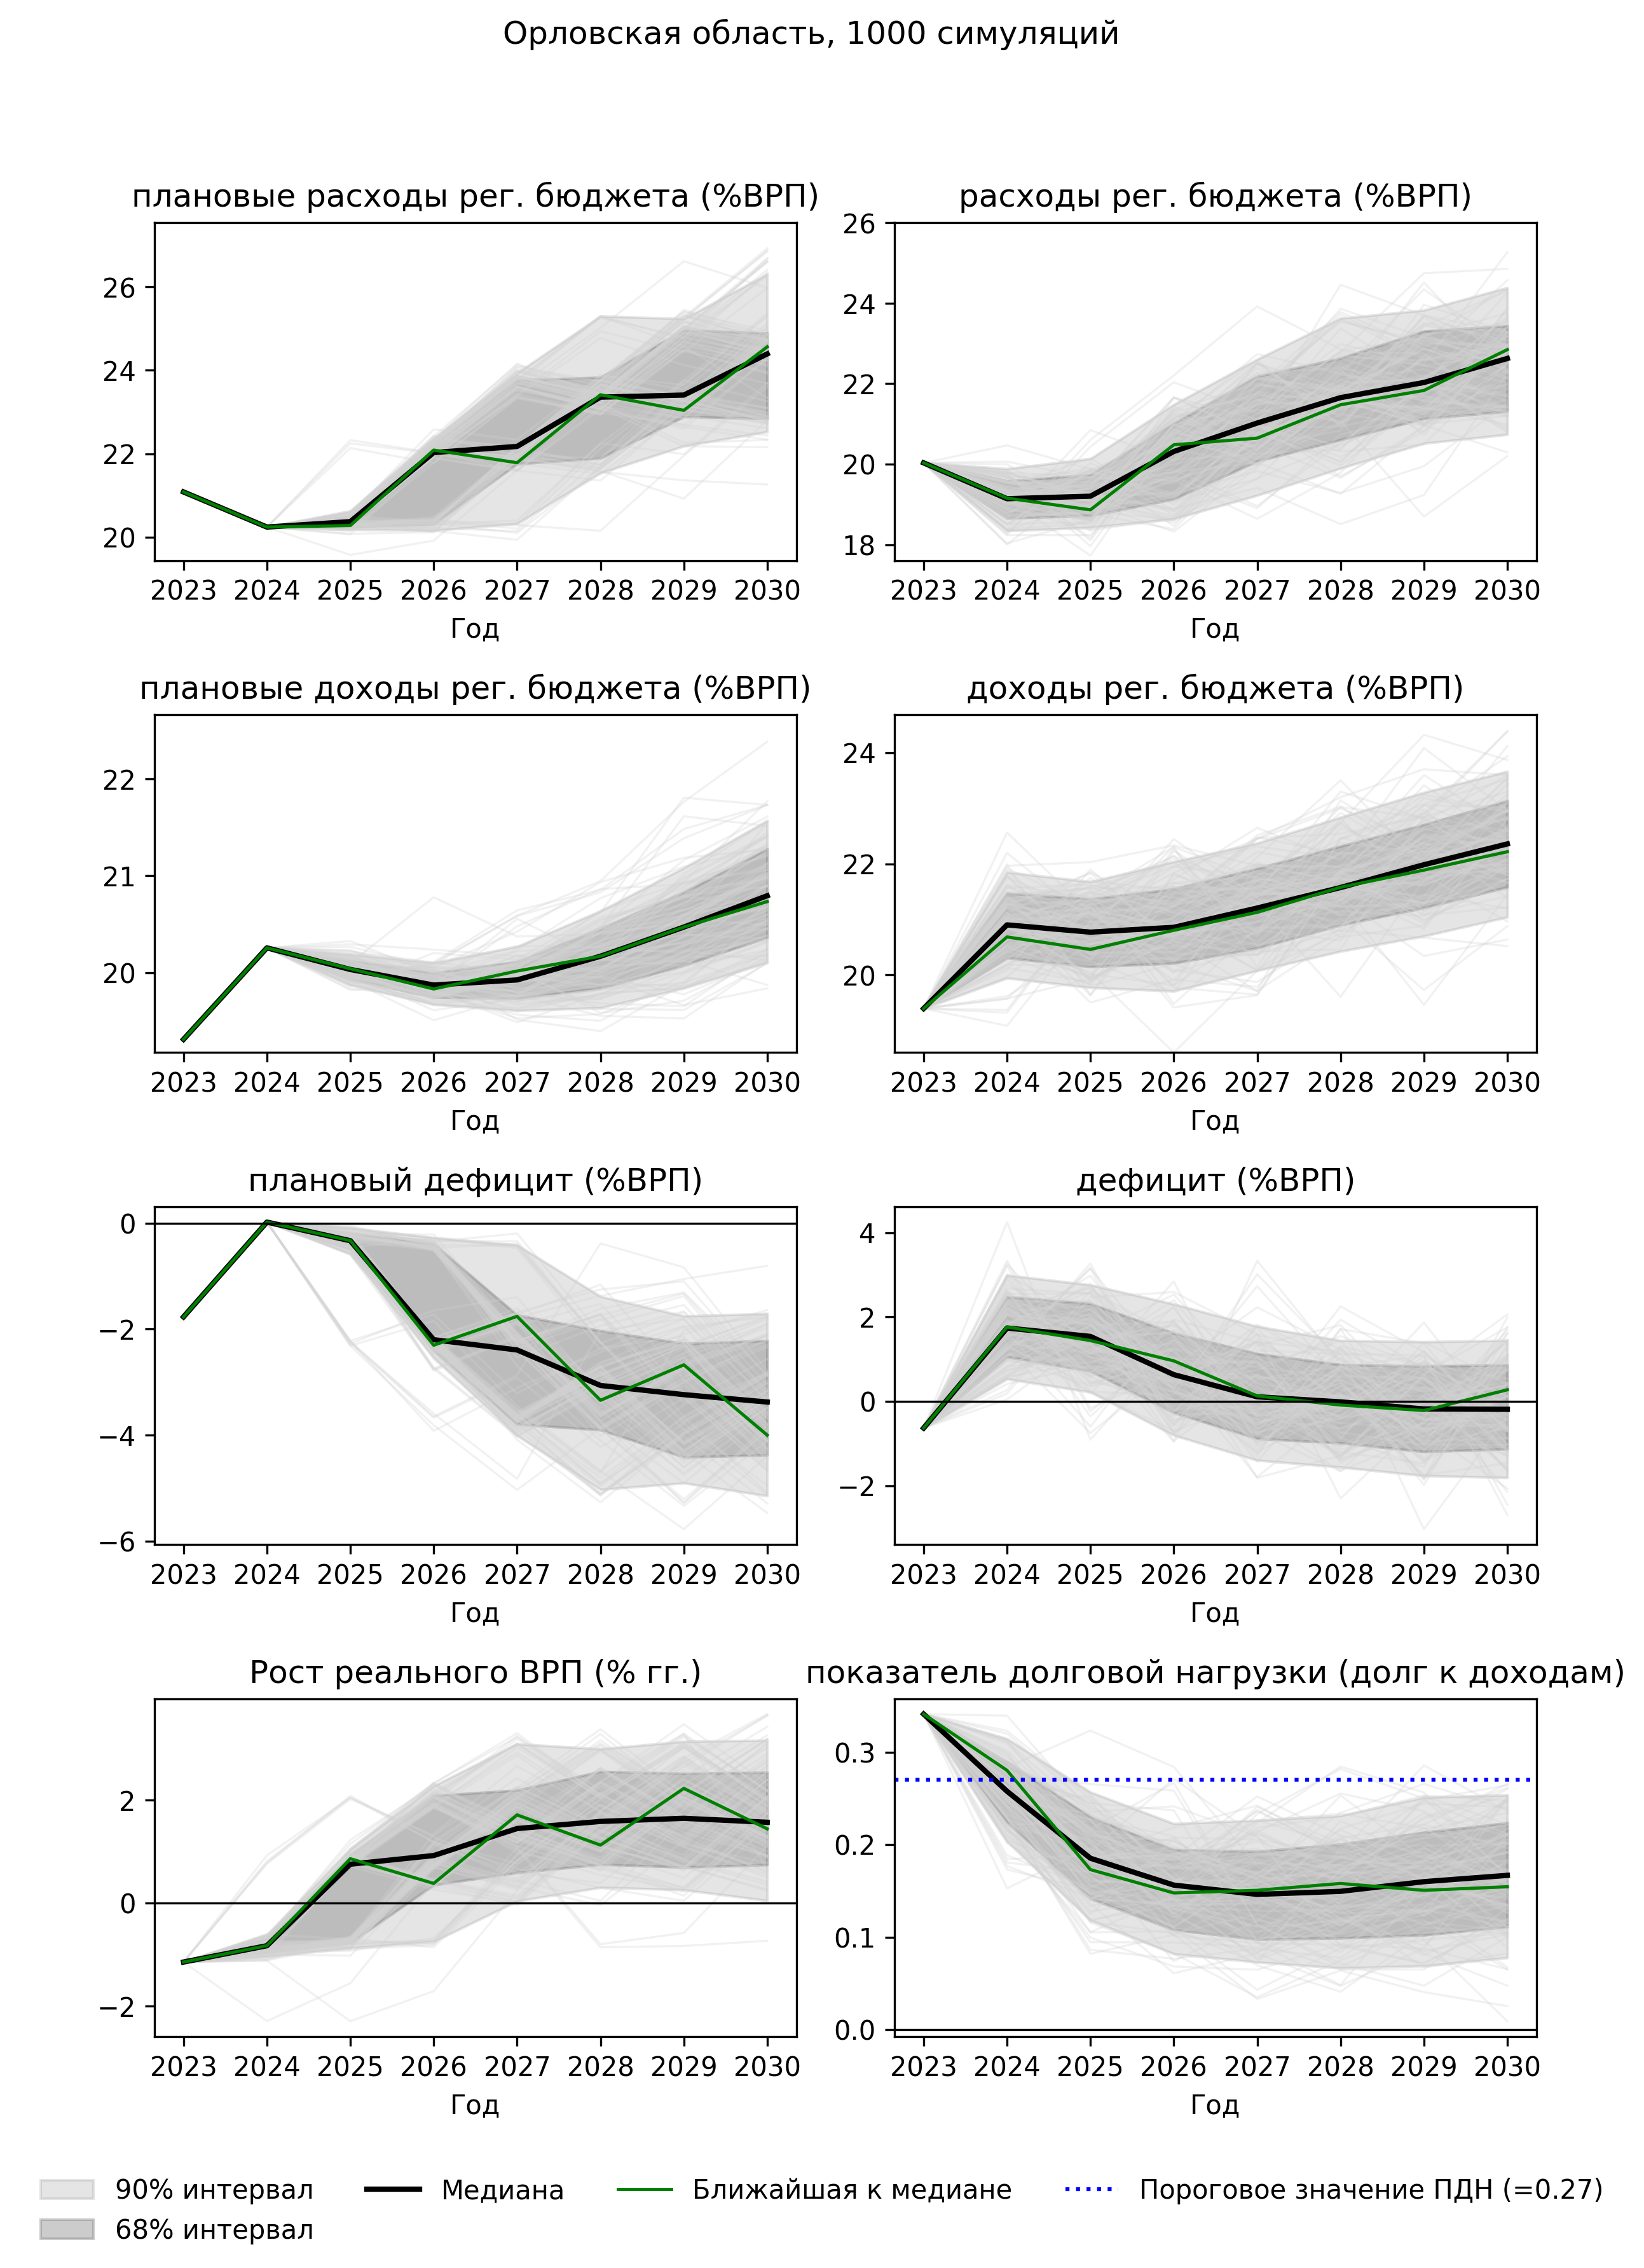 Орловская область, 1000 симуляций
плановые расходы рег. бюджета (%ВРП)
26
24
22
20
2023 2024 2025 2026 2027 2028 2029 2030
Год
расходы рег. бюджета (%ВРП)
26
24
22
20
18
2023 2024 2025 2026 2027 2028 2029 2030
Год
плановые доходы рег. бюджета (%ВРП)
22
21
20
2023 2024 2025 2026 2027 2028 2029 2030
Год
доходы рег. бюджета (%ВРП)
24
22
20
2023 2024 2025 2026 2027 2028 2029 2030
Год
плановый дефицит (%ВРП)
0
−2
−4
−6
2023 2024 2025 2026 2027 2028 2029 2030
Год
дефицит (%ВРП)
4
2
0
−2
2023 2024 2025 2026 2027 2028 2029 2030
Год
Рост реального ВРП (% гг.)
2
0
−2
2023 2024 2025 2026 2027 2028 2029 2030
Год
показатель долговой нагрузки (долг к доходам)
0.3
0.2
0.1
0.0
2023 2024 2025 2026 2027 2028 2029 2030
Год
90% интервал
68% интервал
Медиана
Ближайшая к медиане
Пороговое значение ПДН (=0.27)